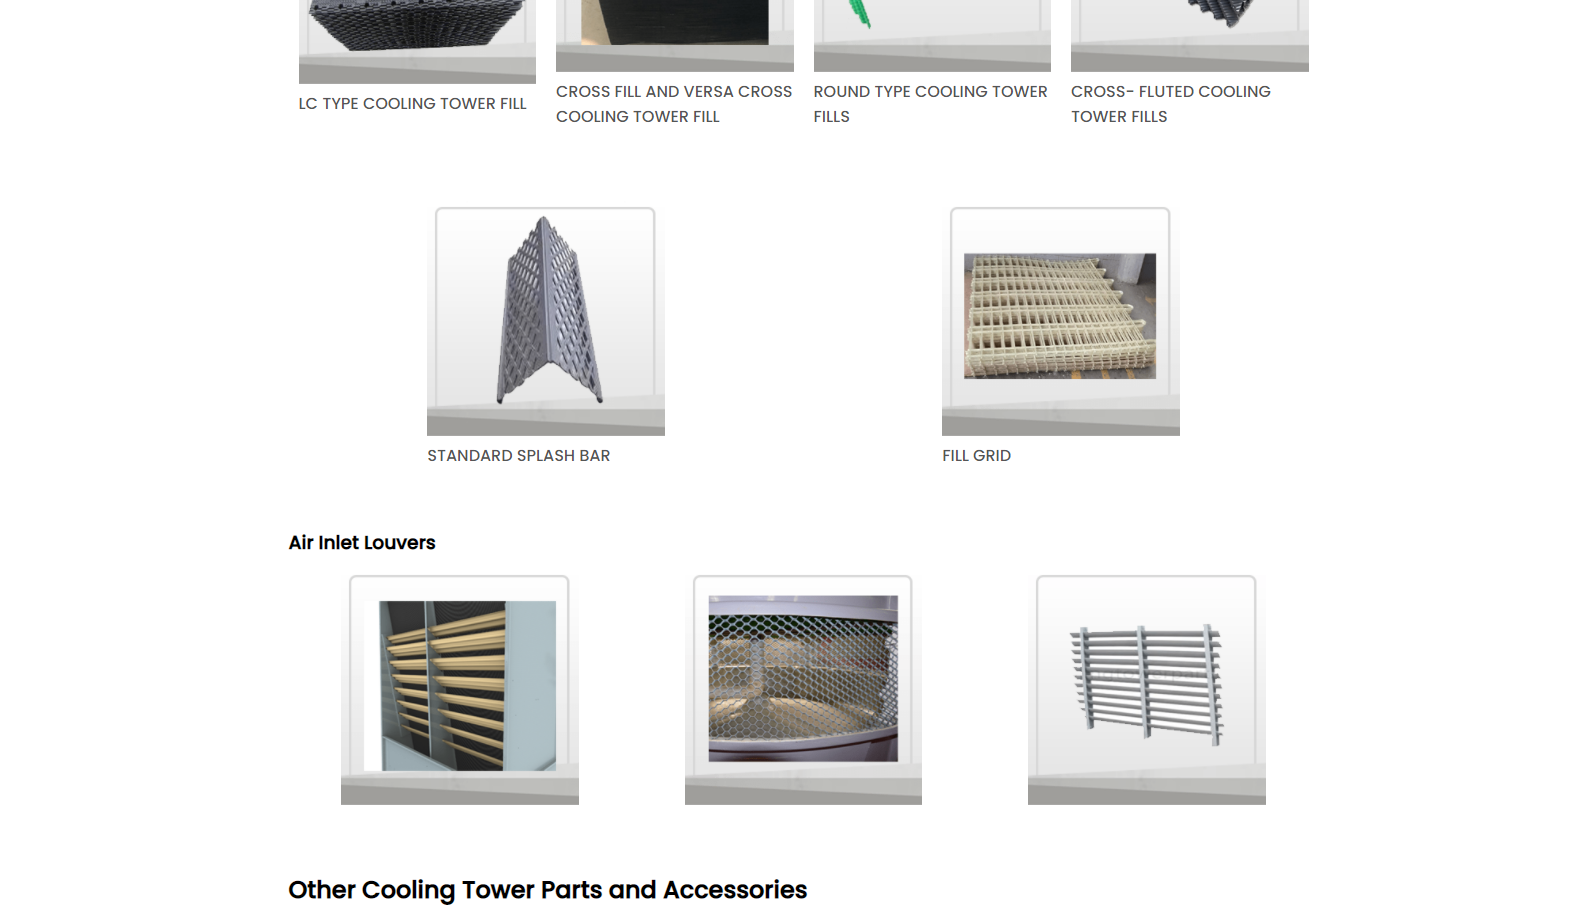 LC TYPE COOLING TOWER FILL
CROSS FILL AND VERSA CROSS
COOLING TOWER FILL
ROUND TYPE COOLING TOWER
FILLS
CROSS- FLUTED COOLING
TOWER FILLS
STANDARD SPLASH BAR
FILL GRID
Air Inlet Louvers
Other Cooling Tower Parts and Accessories